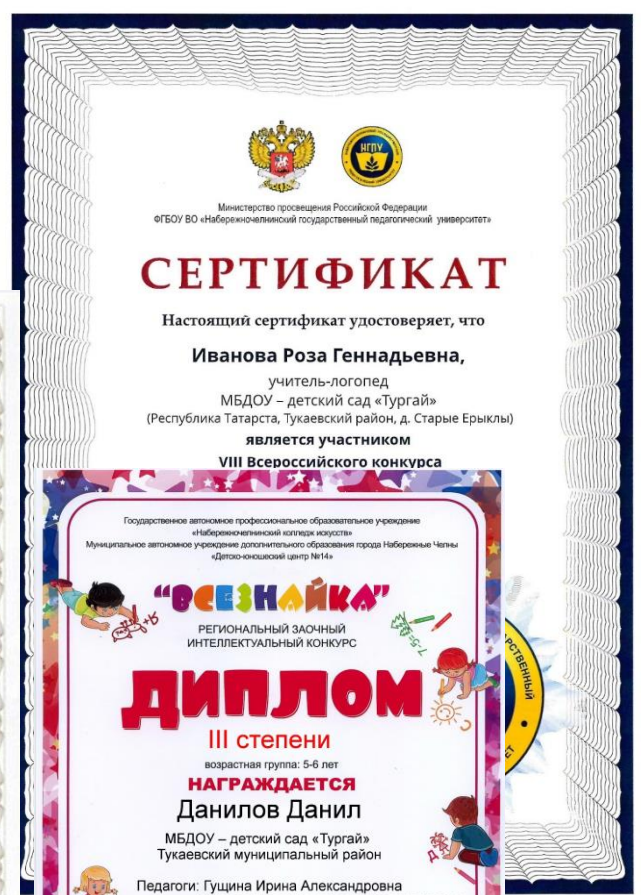 НГПУ
Министерство просвещения Российской Федерации
ФГБОУ ВО «Набережночелнинский государственный педагогический университет»
СЕРТИФИКАТ
Настоящий сертификат удостоверяет, что
Иванова Роза Геннадьевна,
учитель-логопед
МБДОУ – детский сад «Тургай»
(Республика Татарста, Тукаевский район, д. Старые Ерыклы)
является участником
VIII Всероссийского конкурса
Государственное автономное профессиональное образовательное учреждение
«Набережночелнинский колледж искусств»
Муниципальное автономное учреждение дополнительного образования города Набережные Челны
«Детско-юношеский центр №14»
"ВСЕЗНАЙКА"
РЕГИОНАЛЬНЫЙ ЗАОЧНЫЙ
ИНТЕЛЛЕКТУАЛЬНЫЙ КОНКУРС
ДИПЛОМ
III степени
возрастная группа: 5-6 лет
НАГРАЖДАЕТСЯ
Данилов Данил
МБДОУ – детский сад «Тургай»
Тукаевский муниципальный район
Педагоги: Гущина Ирина Александровна